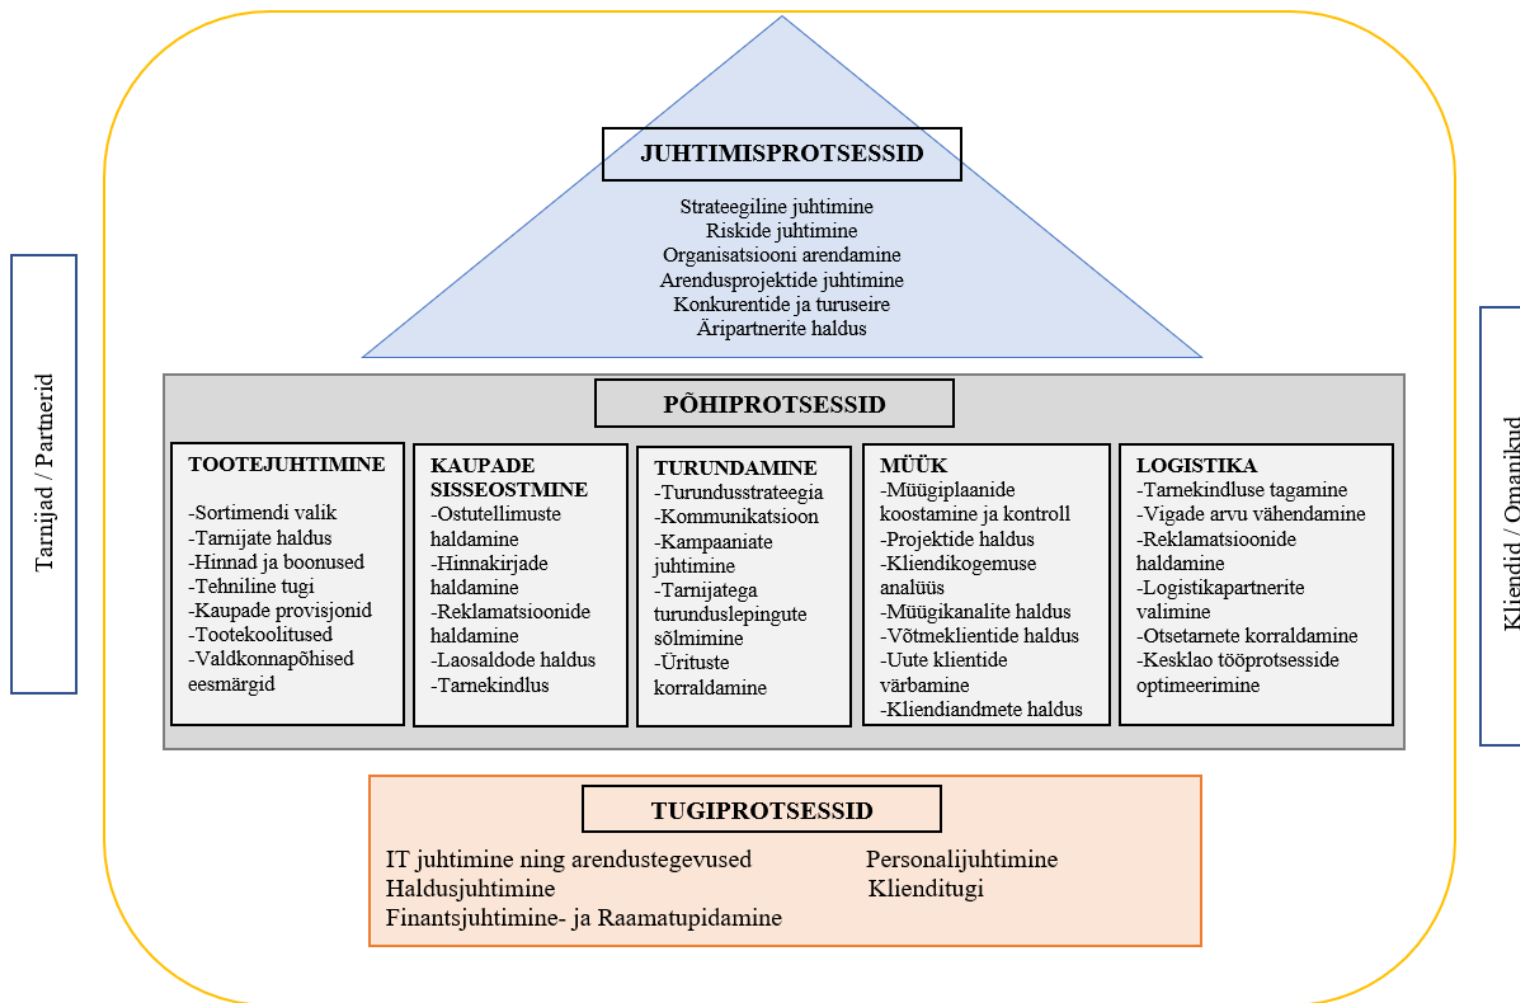 JUHTIMISPROTSESSID
Strateegiline juhtimine
Riskide juhtimine
Organisatsiooni arendamine
Arendusprojektide juhtimine
Konkurentide ja turuseire
Äripartnerite haldus
Tarnijad / Partnerid
Kliendid / Omanikud
PÕHIPROTSESSID
TOOTEJUHTIMINE
-Sortimendi valik
-Tarnijate haldus
-Hinnad ja boonused
-Tehniline tugi
-Kaupade provisjonid
-Tootekoolitused
-Valdkonnapõhised
eesmärgid
KAUPADE
SISSEOSTMINE
-Ostutellimuste
haldamine
-Hinnakirjade
haldamine
-Reklamatsioonide
haldamine
-Laosaldode haldus
-Tarnekindlus
TURUNDAMINE
-Turundusstrateegia
-Kommunikatsioon
-Kampaaniate
juhtimine
-Tarnijatega
turunduslepingute
sõlmimine
-Ürituste
korraldamine
MÜÜK
-Müügiplaanide
koostamine ja kontroll
-Projektide haldus
-Kliendikogemuse
analüüs
-Müügikanalite haldus
-Võtmeklientide haldus
-Uute klientide
värbamine
-Kliendiandmete haldus
LOGISTIKA
-Tarnekindluse tagamine
-Vigade arvu vähendamine
-Reklamatsioonide
haldamine
-Logistikapartnerite
valimine
-Otsetarnete korraldamine
-Kesklao tööprotsesside
optimeerimine
TUGIPROTSESSID
IT juhtimine ning arendustegevused
Haldusjuhtimine
Finantsjuhtimine- ja Raamatupidamine
Personalijuhtimine
Klienditugi